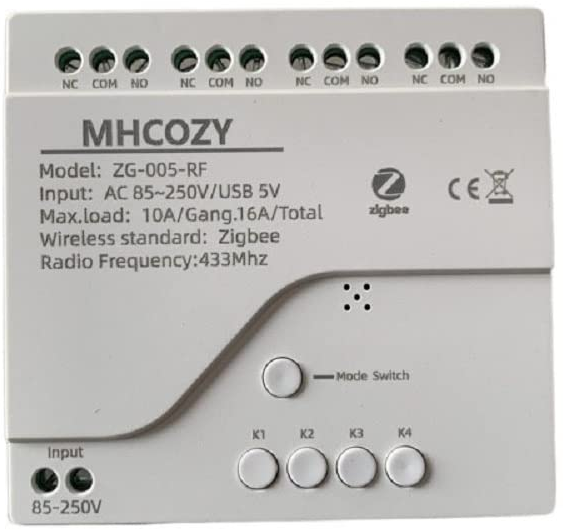 NC COM NO NC COM NO NC COM NO NC COM NO
MHCOZY
Model: ZG-005-RF
Input: AC 85~250V/USB 5V
Max.load: 10A/Gang.16A/Total
Wireless standard: Zigbee
Radio Frequency:433Mhz
zigbee
CE
Mode Switch
K1 K2 K3 K4
Input
85-250V